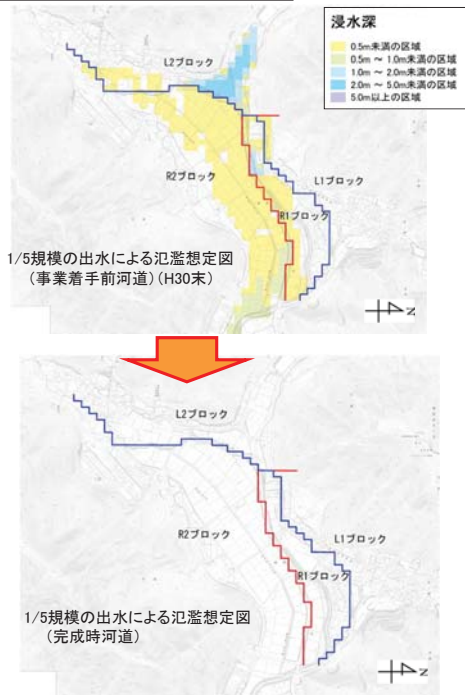 浸水深
0.5m未満の区域
0.5m ～ 1.0m未満の区域
1.0m ～ 2.0m未満の区域
2.0m ～ 5.0m未満の区域
5.0m以上の区域
L2ブロック
R2ブロック
L1ブロック
R1ブロック
1/5規模の出水による氾濫想定図
（事業着手前河道）（H30末）
N
L2ブロック
R2ブロック
L1ブロック
R1ブロック
1/5規模の出水による氾濫想定図
（完成時河道）
N